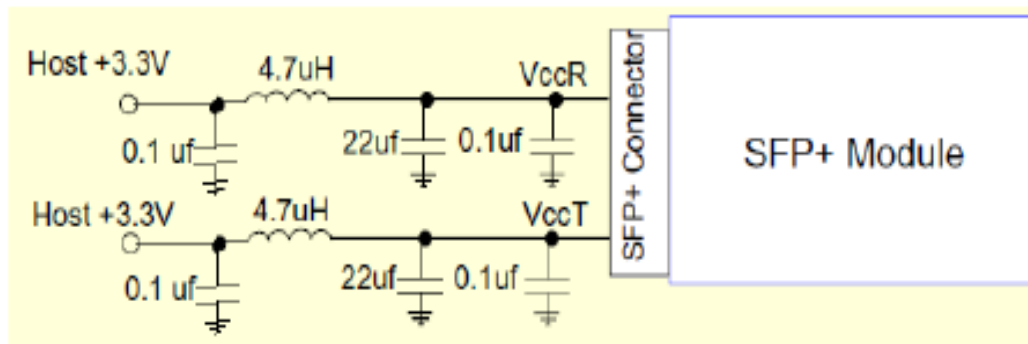 Host +3.3V
4.7uH
VccR
0.1 uf
22uf
0.1uf
Host +3.3V
4.7uH
VccT
0.1 uf
22uf
0.1uf
SFP+ Connector
SFP+ Module